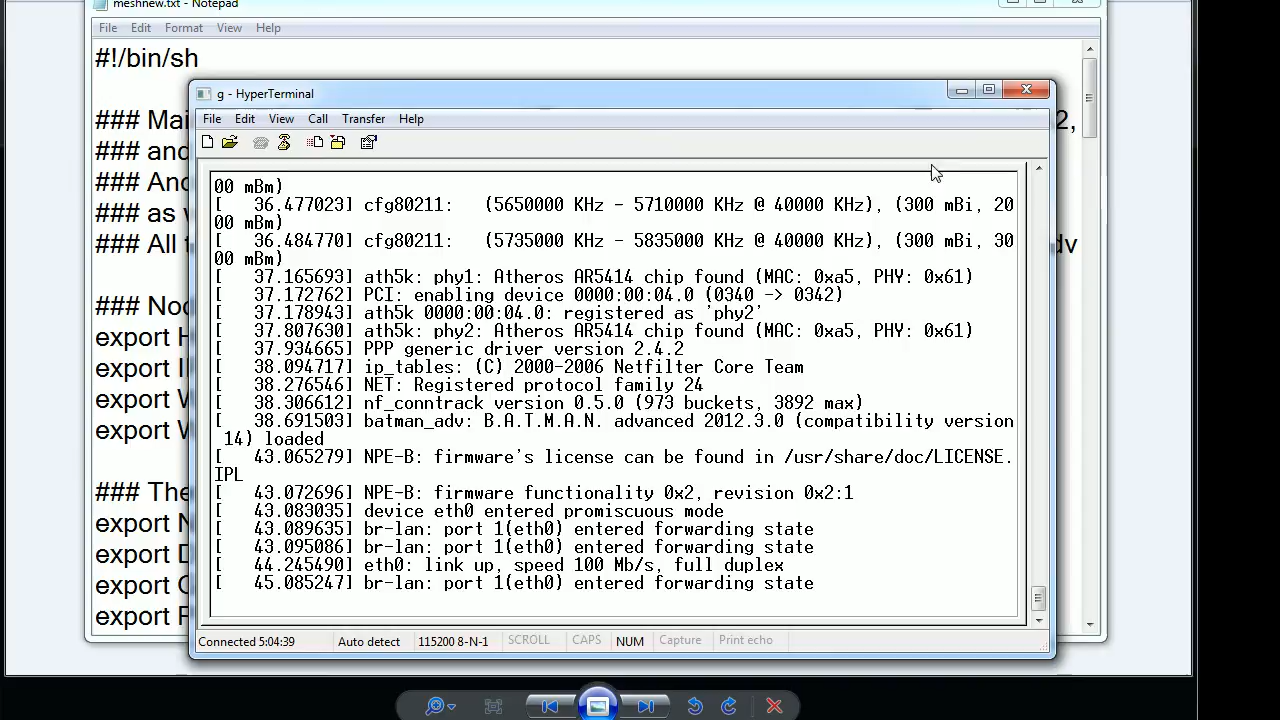 meshnew.txt - Notepad
File Edit Format View Help
#!/bin/sh
### Mai
2,
### and
### And
### as w
### All t
dv
### Nod
export H
export I
export W
export W
### The
export N
export D
export G
export F
g - HyperTerminal
File Edit View Call Transfer Help
00 mBm)
[   36.477023] cfg80211:   (5650000 KHz - 5710000 KHz @ 40000 KHz), (300 mBi, 20
00 mBm)
[   36.484770] cfg80211:   (5735000 KHz - 5835000 KHz @ 40000 KHz), (300 mBi, 30
00 mBm)
[   37.165693] ath5k: phy1: Atheros AR5414 chip found (MAC: 0xa5, PHY: 0x61)
[   37.172762] PCI: enabling device 0000:00:04.0 (0340 -> 0342)
[   37.178943] ath5k 0000:00:04.0: registered as 'phy2'
[   37.807630] ath5k: phy2: Atheros AR5414 chip found (MAC: 0xa5, PHY: 0x61)
[   37.934665] PPP generic driver version 2.4.2
[   38.094717] ip_tables: (C) 2000-2006 Netfilter Core Team
[   38.276546] NET: Registered protocol family 24
[   38.306612] nf_conntrack version 0.5.0 (973 buckets, 3892 max)
[   38.691503] batman_adv: B.A.T.M.A.N. advanced 2012.3.0 (compatibility version
14) loaded
[   43.065279] NPE-B: firmware's license can be found in /usr/share/doc/LICENSE.
IPL
[   43.072696] NPE-B: firmware functionality 0x2, revision 0x2:1
[   43.083035] device eth0 entered promiscuous mode
[   43.089635] br-lan: port 1(eth0) entered forwarding state
[   43.095086] br-lan: port 1(eth0) entered forwarding state
[   44.245490] eth0: link up, speed 100 Mb/s, full duplex
[   45.085247] br-lan: port 1(eth0) entered forwarding state
Connected 5:04:39 Auto detect 115200 8-N-1 SCROLL CAPS NUM Capture Print echo